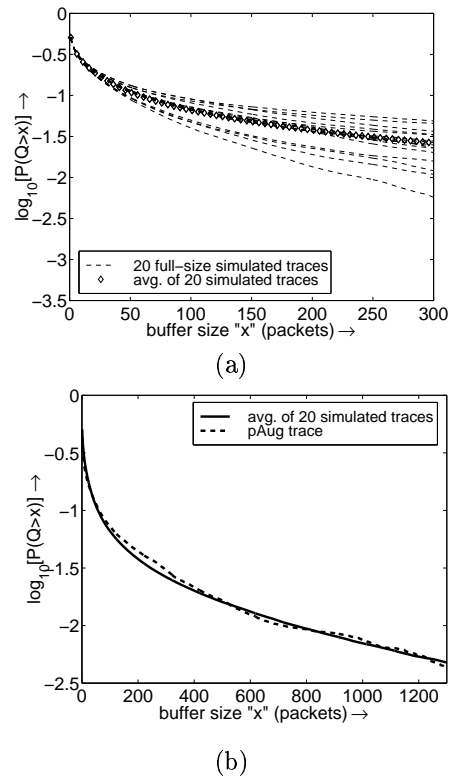 0
−0.5
−1
−1.5
−2
−2.5
−3
−3.5
log10[P(Q>x)] →
20 full−size simulated traces
avg. of 20 simulated traces
0 50 100 150 200 250 300
buffer size "x" (packets) →
(a)
0
−0.5
−1
−1.5
−2
−2.5
log10[P(Q>x)] →
avg. of 20 simulated traces
pAug trace
0 200 400 600 800 1000 1200
buffer size "x" (packets) →
(b)